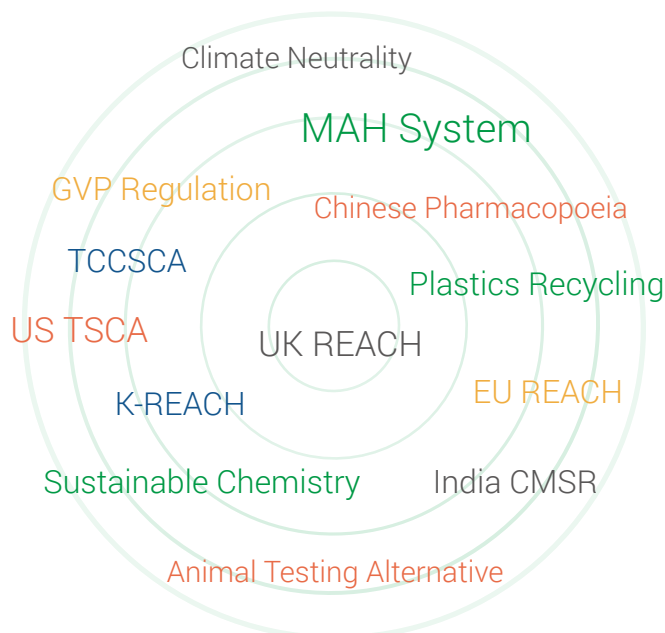 Climate Neutrality
MAH System
GVP Regulation
Chinese Pharmacopoeia
TCCSCA
Plastics Recycling
US TSCA
UK REACH
K-REACH
EU REACH
Sustainable Chemistry
India CMSR
Animal Testing Alternative